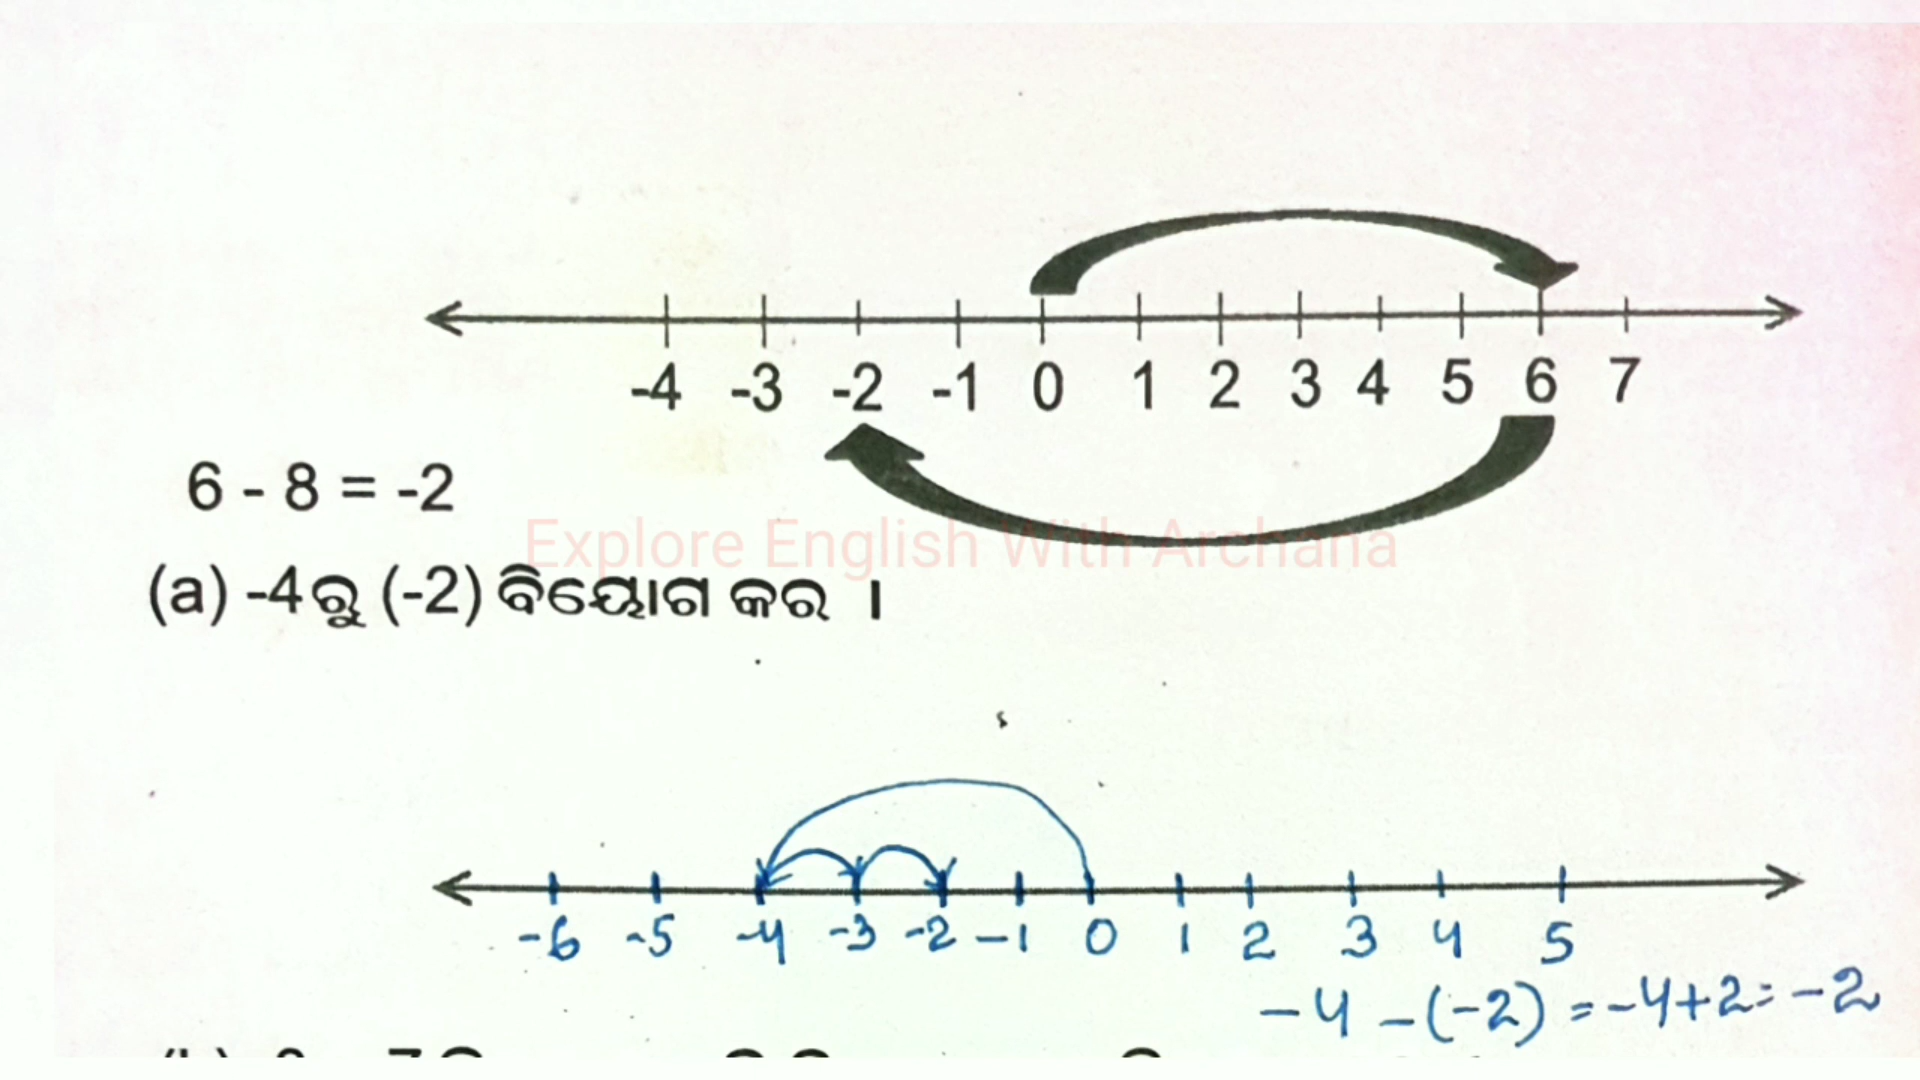 -4 -3 -2 -1 0 1 2 3 4 5 6 7
6 - 8 = -2
Explore English With Archana
(a) -4ରୁ (-2) ବିୟୋଗ କର ।
-6 -5 -4 -3 -2 -1 0 1 2 3 4 5
-4 -(-2) = -4+2= -2